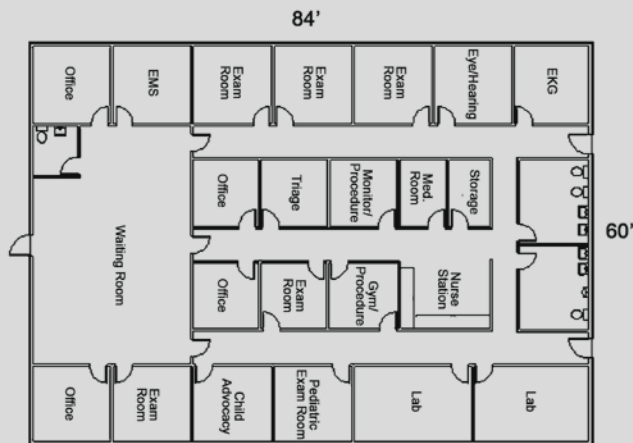 84'
Office
EMS
Exam
Room
Exam
Room
Exam
Room
Eye/Hearing
EKG
Office
Triage
Monitor/
Procedure
Med.
Room
Storage
60'
Waiting Room
Office
Exam
Room
Gym/
Procedure
Nurse
Station
Office
Exam
Room
Child
Advocacy
Pediatric
Exam Room
Lab
Lab